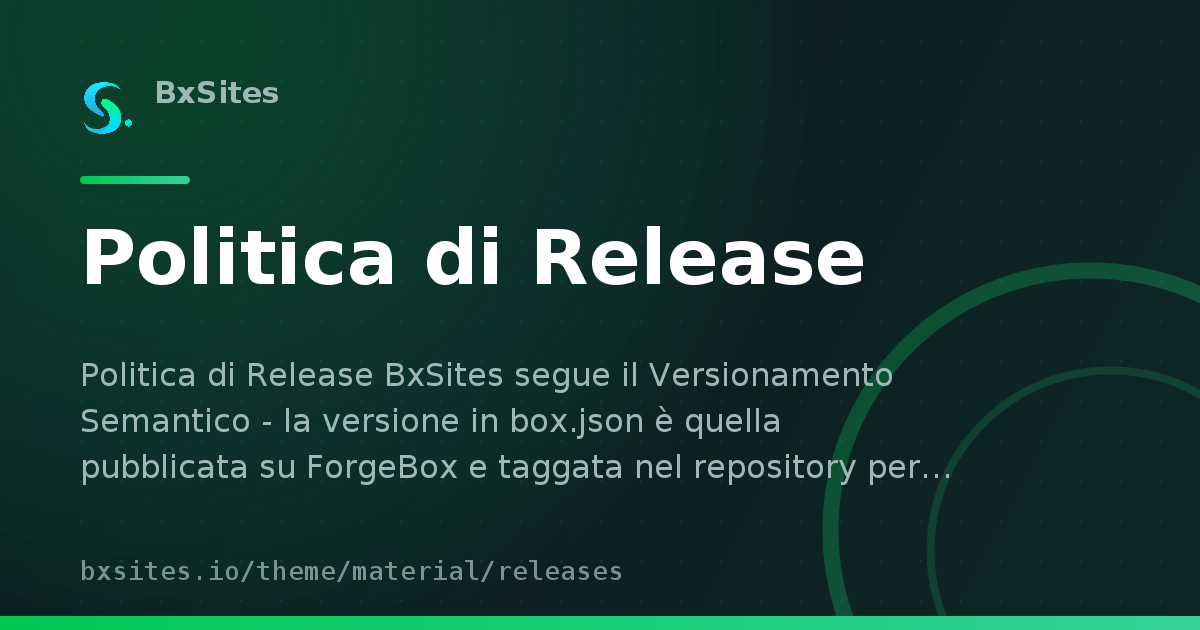 BxSites
Politica di Release
Politica di Release BxSites segue il Versionamento
Semantico - la versione in box.json è quella
pubblicata su ForgeBox e taggata nel repository per...
bxsites.io/theme/material/releases